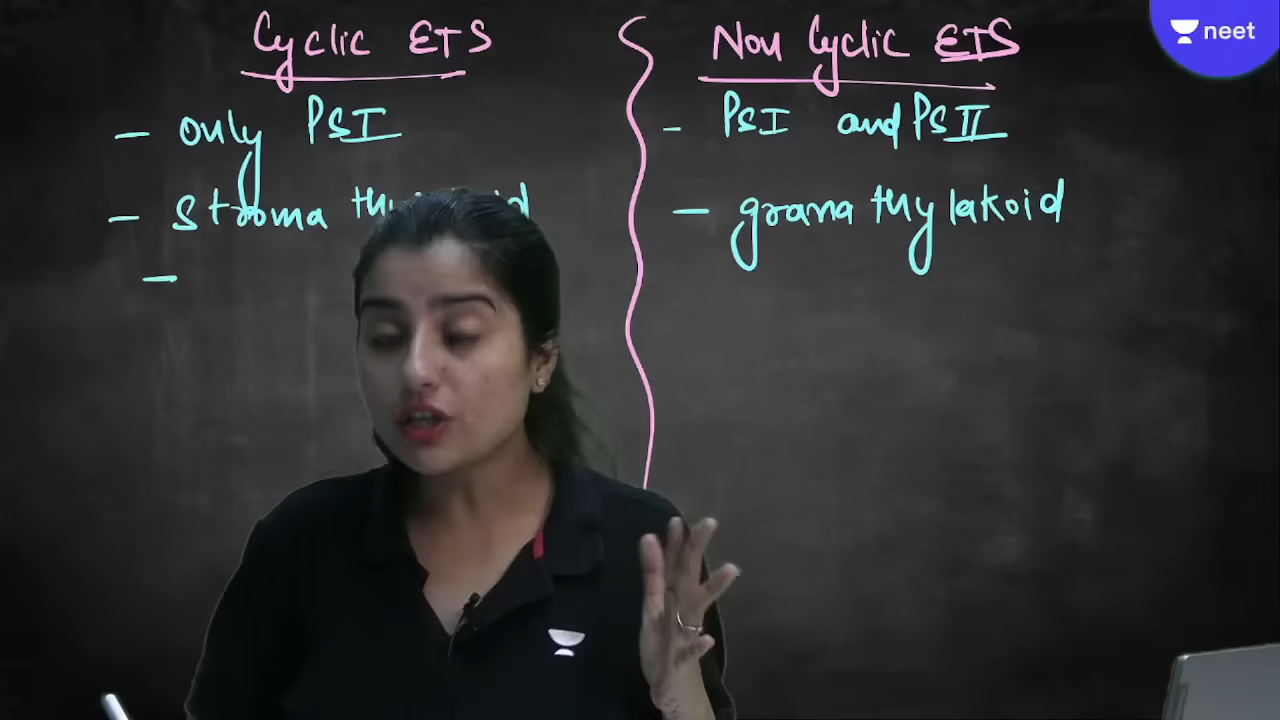 Cyclic ETS
- only PSI
- stroma
-
Non Cyclic ETS
- PSI and PSII
- grana thylakoid
neet